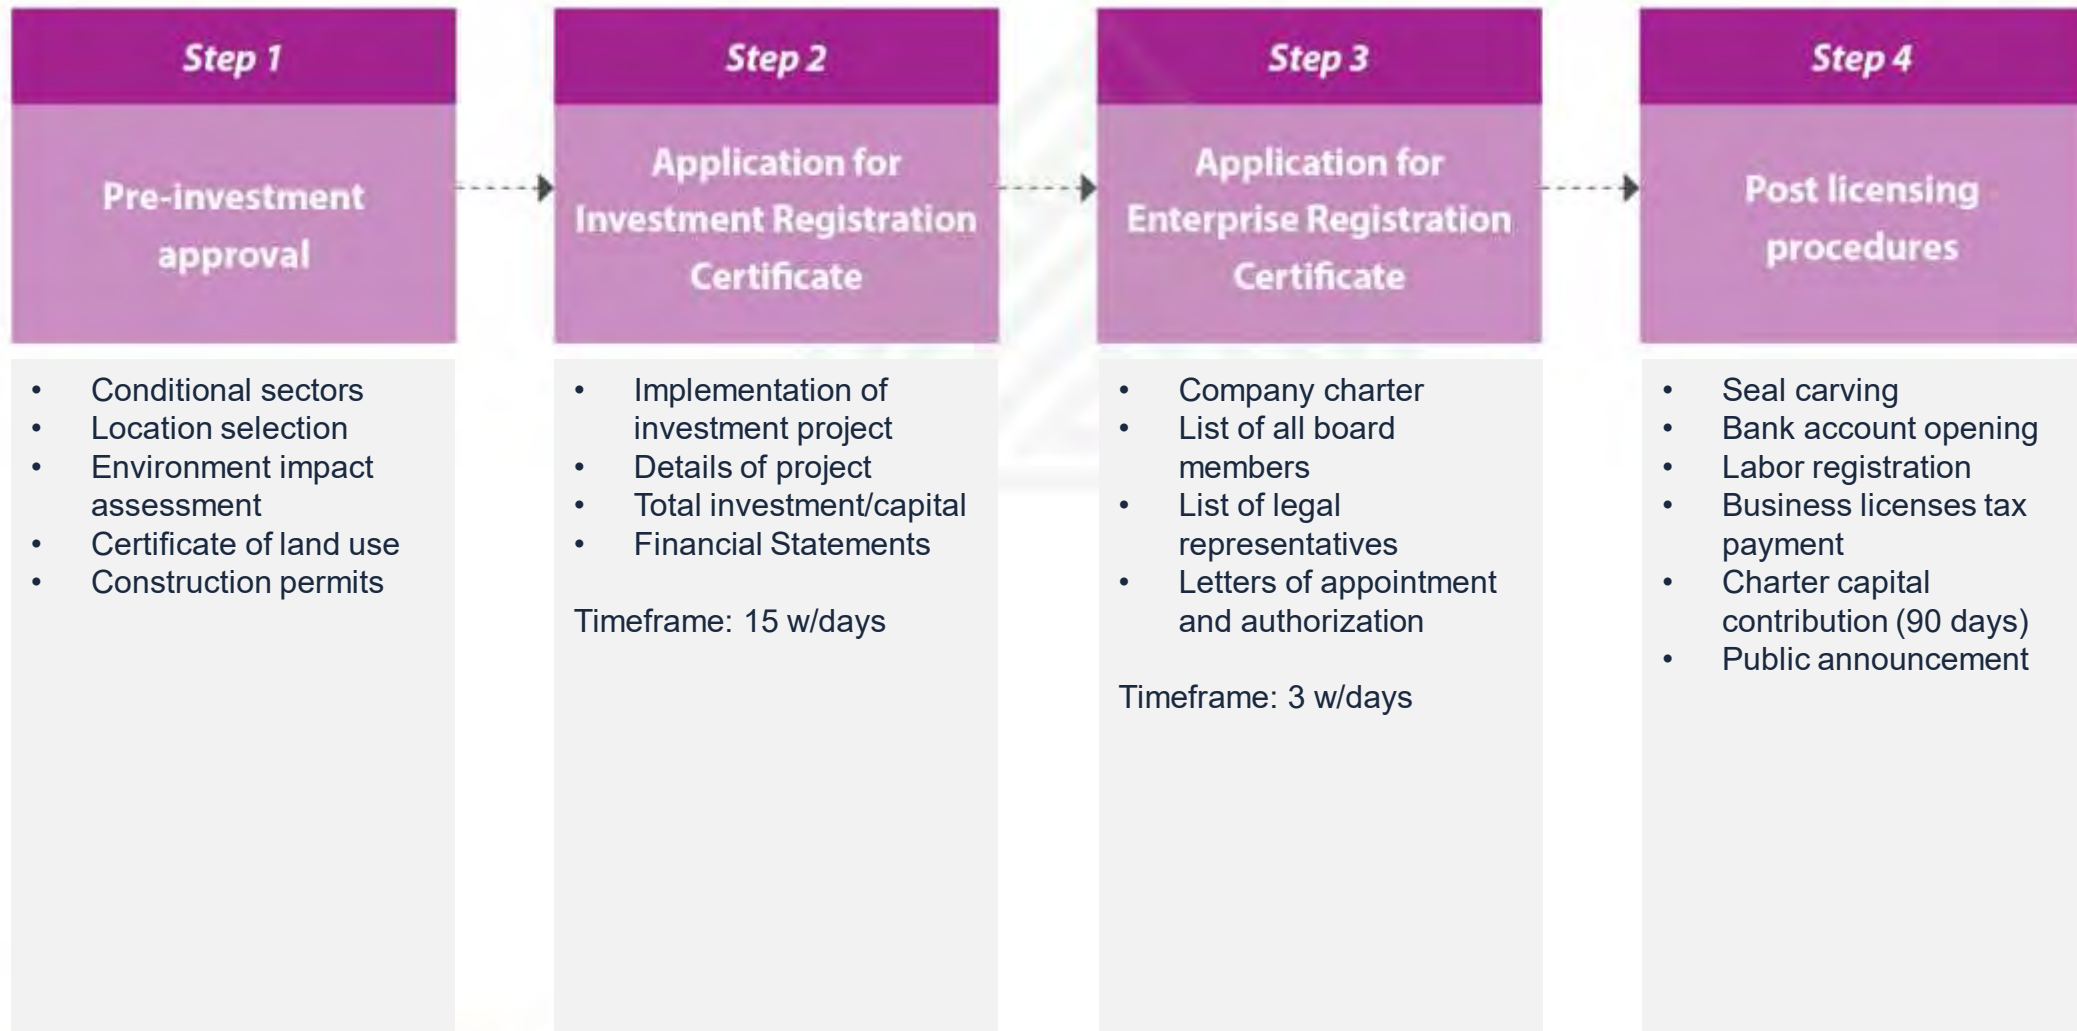 Step 1
Pre-investment
approval
• Conditional sectors
• Location selection
• Environment impact
assessment
• Certificate of land use
• Construction permits
Step 2
Application for
Investment Registration
Certificate
• Implementation of
investment project
• Details of project
• Total investment/capital
• Financial Statements
Timeframe: 15 w/days
Step 3
Application for
Enterprise Registration
Certificate
• Company charter
• List of all board
members
• List of legal
representatives
• Letters of appointment
and authorization
Timeframe: 3 w/days
Step 4
Post licensing
procedures
• Seal carving
• Bank account opening
• Labor registration
• Business licenses tax
payment
• Charter capital
contribution (90 days)
• Public announcement